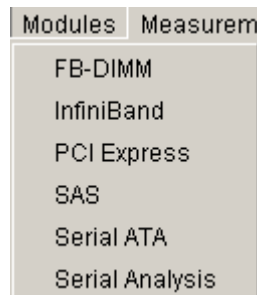 Modules Measurem
FB-DIMM
InfiniBand
PCI Express
SAS
Serial ATA
Serial Analysis